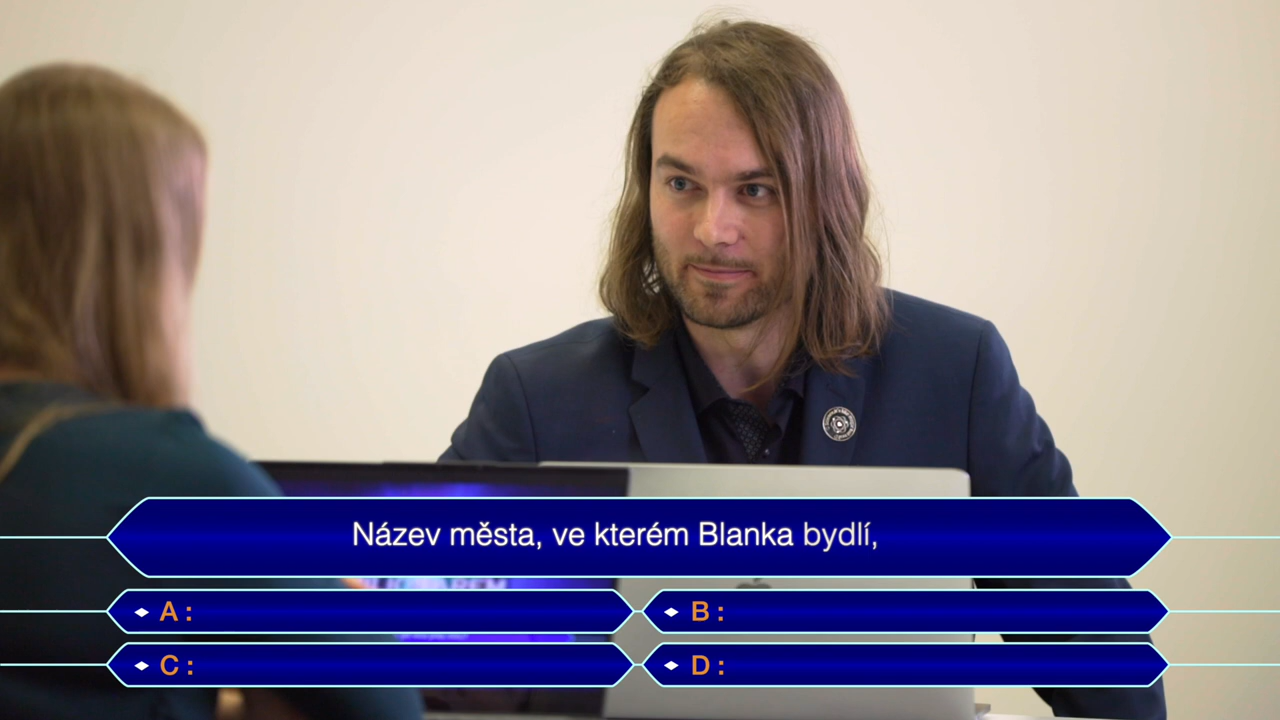 Název města, ve kterém Blanka bydlí,
A :
B :
C :
D :